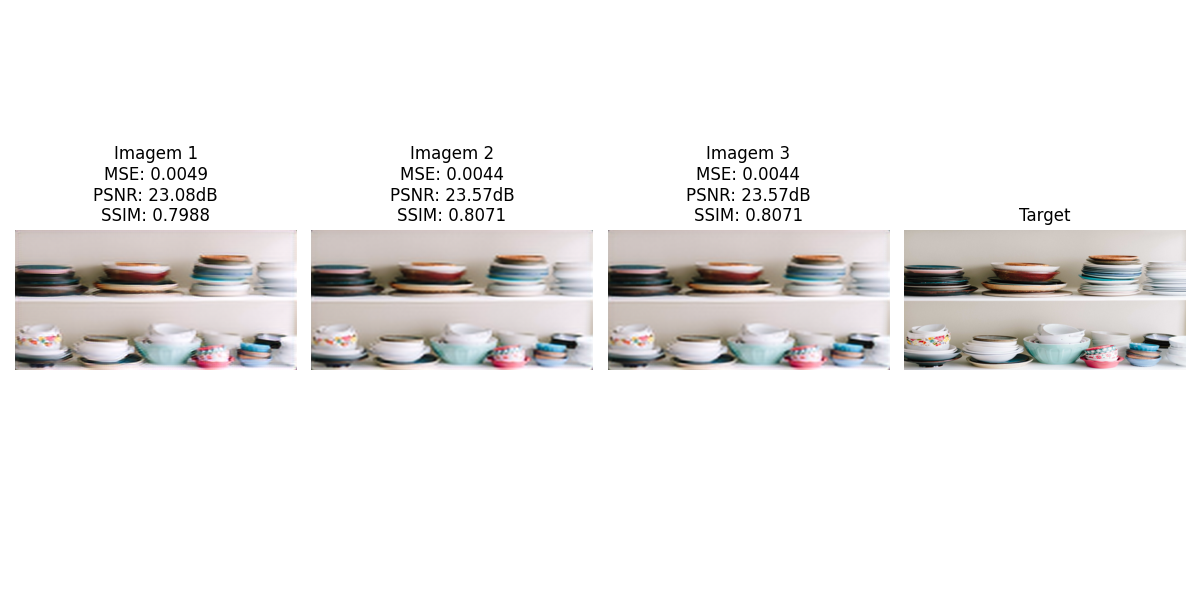 Imagem 1
MSE: 0.0049
PSNR: 23.08dB
SSIM: 0.7988
Imagem 2
MSE: 0.0044
PSNR: 23.57dB
SSIM: 0.8071
Imagem 3
MSE: 0.0044
PSNR: 23.57dB
SSIM: 0.8071
Target